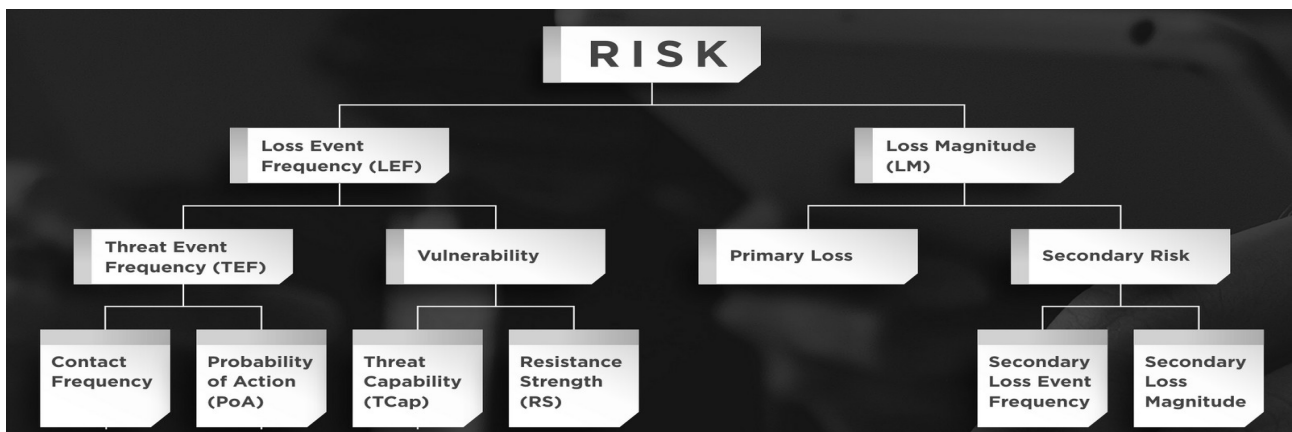 RISK
Loss Event
Frequency (LEF)
Loss Magnitude
(LM)
Threat Event
Frequency (TEF)
Vulnerability
Primary Loss
Secondary Risk
Contact
Frequency
Probability
of Action
(PoA)
Threat
Capability
(TCap)
Resistance
Strength
(RS)
Secondary
Loss Event
Frequency
Secondary
Loss
Magnitude